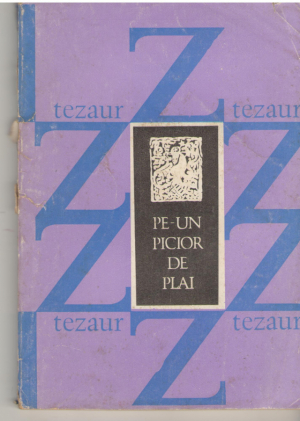 Z
tezaur tezaur
Z Z
PE-UN
PICIOR
DE
PLAI
Z Z
tezaur tezaur
Z